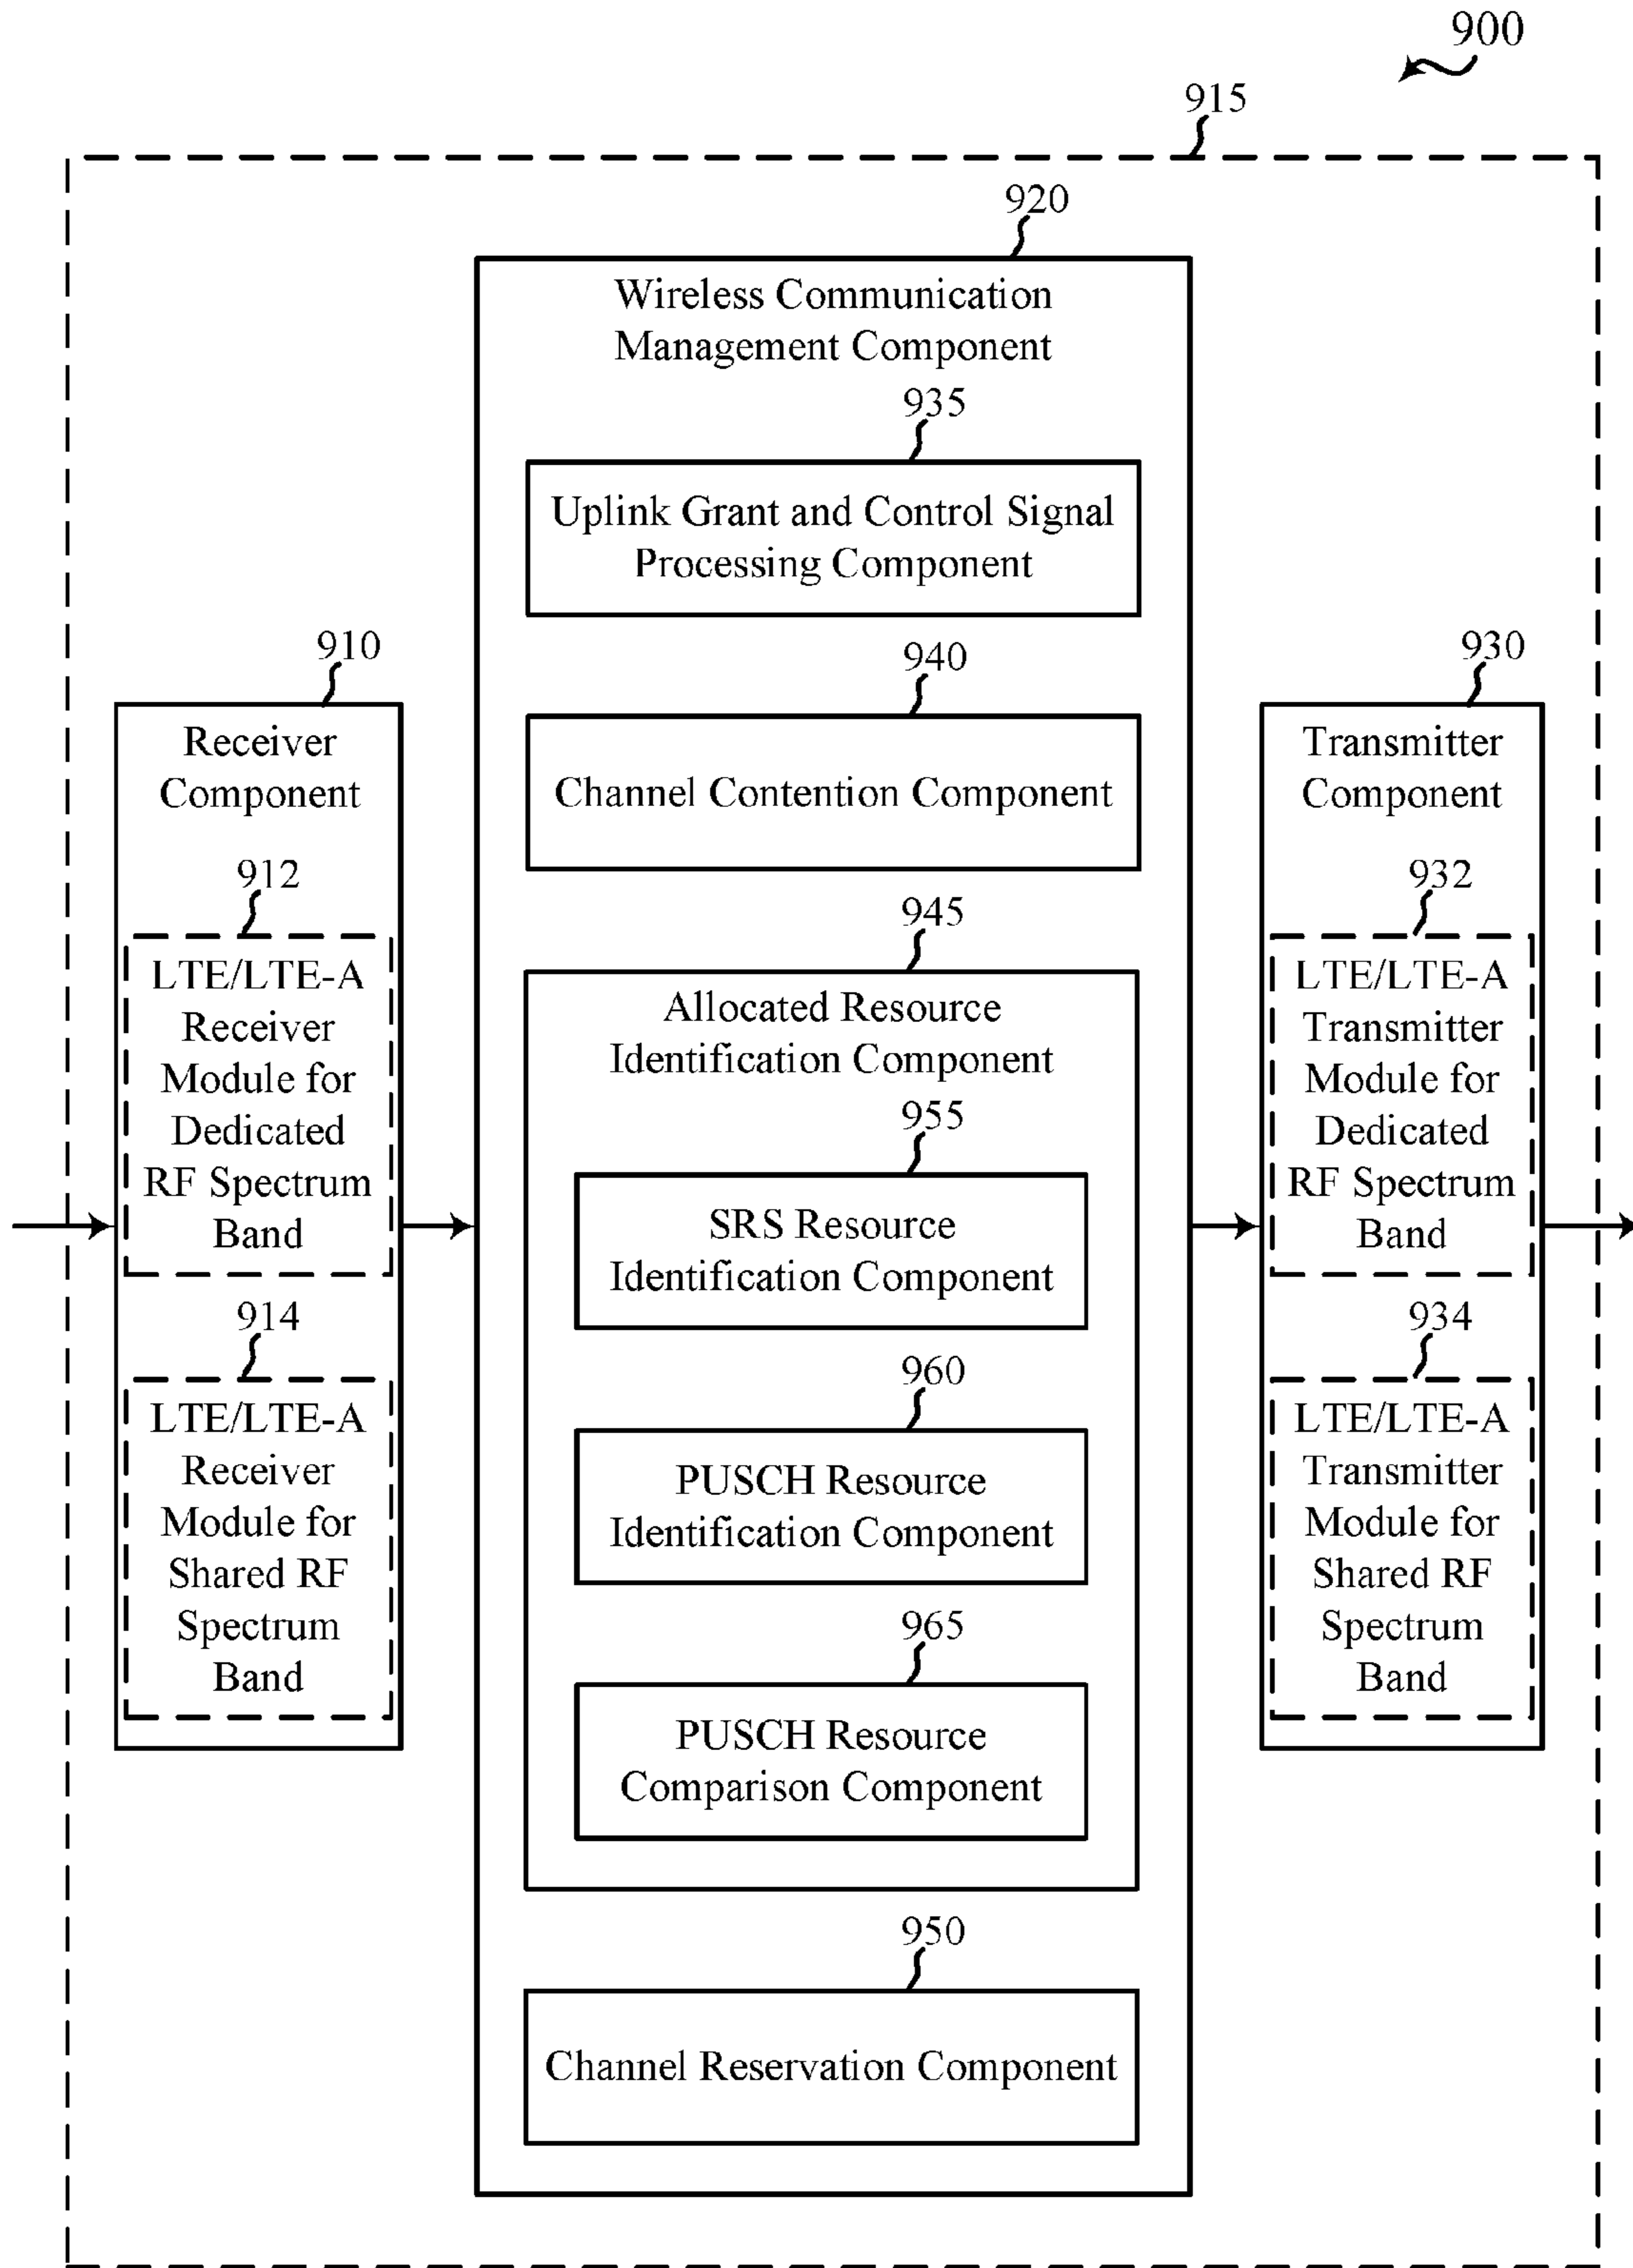 900
915
920
Wireless Communication
Management Component
935
Uplink Grant and Control Signal
Processing Component
940
Channel Contention Component
945
Allocated Resource
Identification Component
955
SRS Resource
Identification Component
960
PUSCH Resource
Identification Component
965
PUSCH Resource
Comparison Component
950
Channel Reservation Component
910
Receiver
Component
912
LTE/LTE-A
Receiver
Module for
Dedicated
RF Spectrum
Band
914
LTE/LTE-A
Receiver
Module for
Shared RF
Spectrum
Band
930
Transmitter
Component
932
LTE/LTE-A
Transmitter
Module for
Dedicated
RF Spectrum
Band
934
LTE/LTE-A
Transmitter
Module for
Shared RF
Spectrum
Band